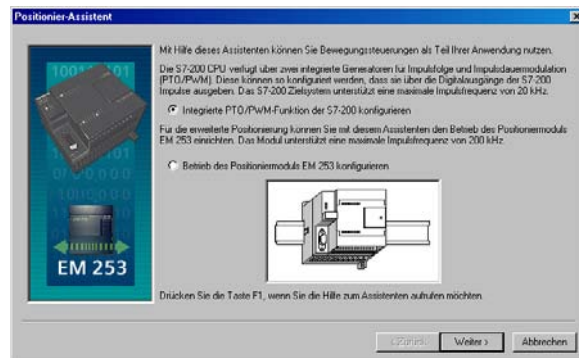 Positionier-Assistent
Mit Hilfe dieses Assistenten können Sie Bewegungssteuerungen als Teil Ihrer Anwendung nutzen.
Die S7-200 CPU verfügt über zwei integrierte Generatoren für Impulsfolge und Impulsdauermodulation
(PTO/PWM). Diese können so konfiguriert werden, dass sie über die Digitalausgänge der S7-200
Impulse ausgeben. Das S7-200 Zielsystem unterstützt eine maximale Impulsfrequenz von 20 kHz.
Integrierte PTO/PWM-Funktion der S7-200 konfigurieren
Für die erweiterte Positionierung können Sie mit diesem Assistenten den Betrieb des Positioniermoduls
EM 253 einrichten. Das Modul unterstützt eine maximale Impulsfrequenz von 200 kHz.
Betrieb des Positioniermoduls EM 253 konfigurieren
EM 253
Drücken Sie die Taste F1, wenn Sie die Hilfe zum Assistenten aufrufen möchten.
< Zurück
Weiter >
Abbrechen